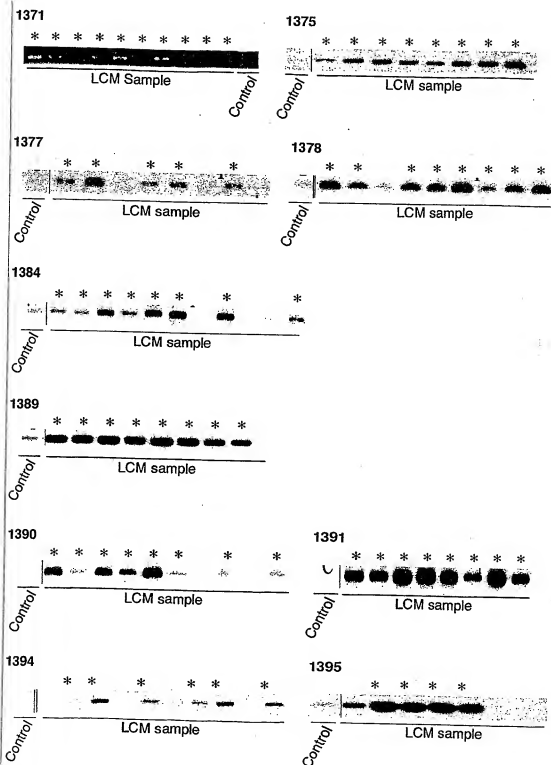 1371
* * * * * * * * * *
LCM Sample
Control
1375
* * * * * * * *
Control
LCM sample
1377
* * * * *
Control
LCM sample
1378
* * * * * * * *
Control
LCM sample
1384
* * * * * * * *
Control
LCM sample
1389
* * * * * * * *
Control
LCM sample
1390
* * * * * * * *
Control
LCM sample
1391
* * * * * * * *
Control
LCM sample
1394
* * * * * *
Control
LCM sample
1395
* * * *
Control
LCM sample